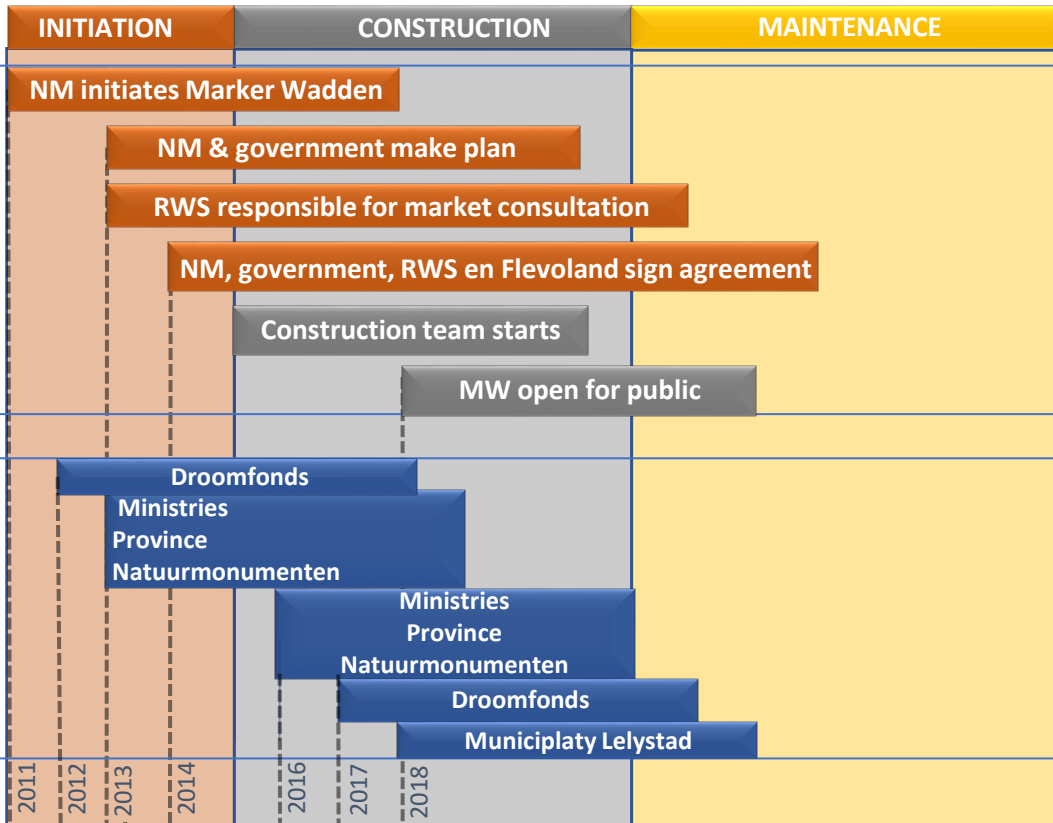 INITIATION
CONSTRUCTION
MAINTENANCE
NM initiates Marker Wadden
NM & government make plan
RWS responsible for market consultation
NM, government, RWS en Flevoland sign agreement
Construction team starts
MW open for public
Droomfonds
Ministries
Province
Natuurmonumenten
Ministries
Province
Natuurmonumenten
Droomfonds
Municiplaty Lelystad
2011
2012
2013
2014
2016
2017
2018